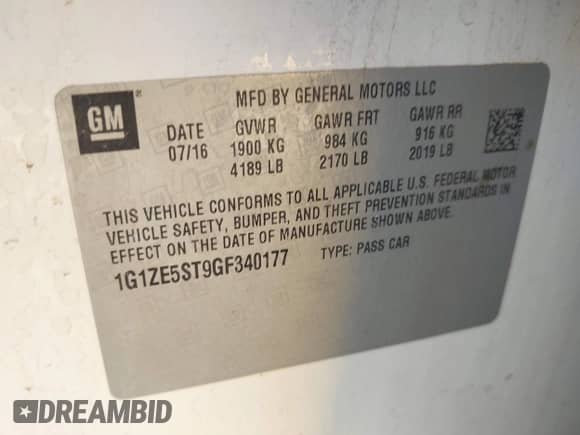 GM
MFD BY GENERAL MOTORS LLC
DATE GVWR GAWR FRT GAWR RR
07/16 1900 KG 984 KG 916 KG
4189 LB 2170 LB 2019 LB
THIS VEHICLE CONFORMS TO ALL APPLICABLE U.S. FEDERAL MOTOR
VEHICLE SAFETY, BUMPER, AND THEFT PREVENTION STANDARDS IN
EFFECT ON THE DATE OF MANUFACTURE SHOWN ABOVE.
1G1ZE5ST9GF340177 TYPE: PASS CAR
DREAMBID